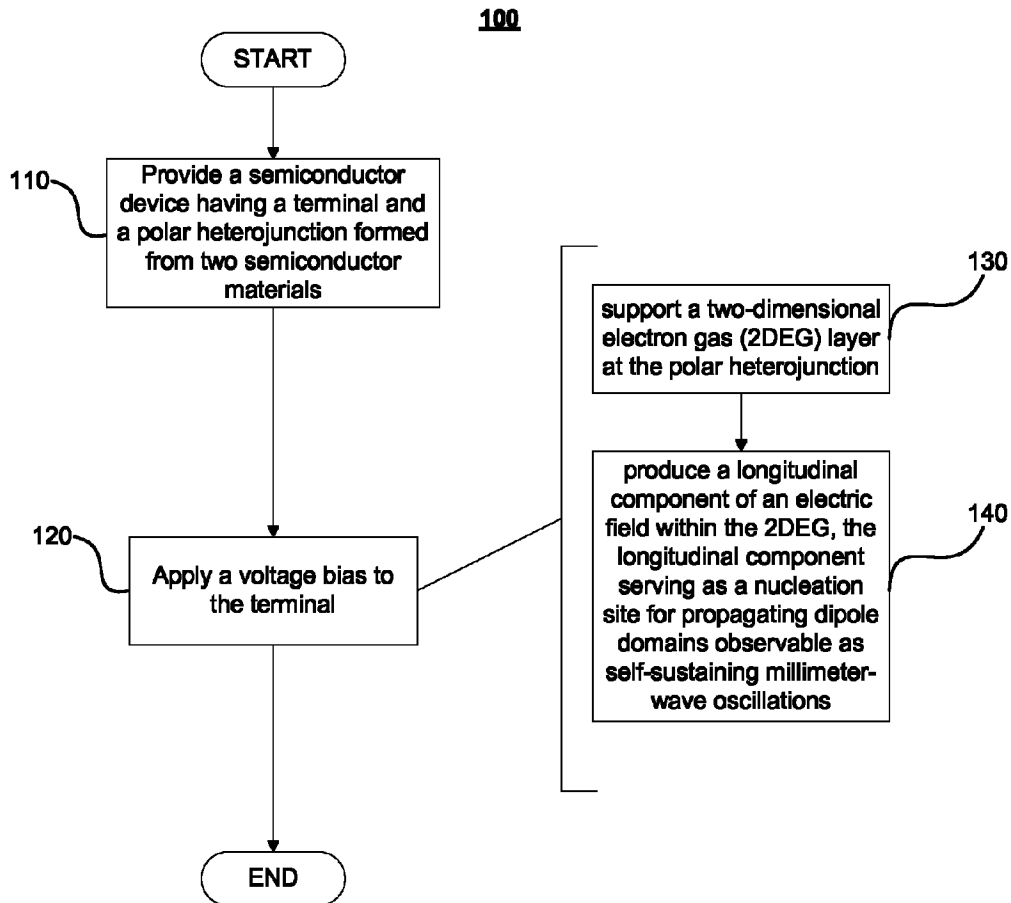 100
START
110
Provide a semiconductor
device having a terminal and
a polar heterojunction formed
from two semiconductor
materials
130
support a two-dimensional
electron gas (2DEG) layer
at the polar heterojunction
120
Apply a voltage bias to
the terminal
140
produce a longitudinal
component of an electric
field within the 2DEG, the
longitudinal component
serving as a nucleation
site for propagating dipole
domains observable as
self-sustaining millimeter-
wave oscillations
END